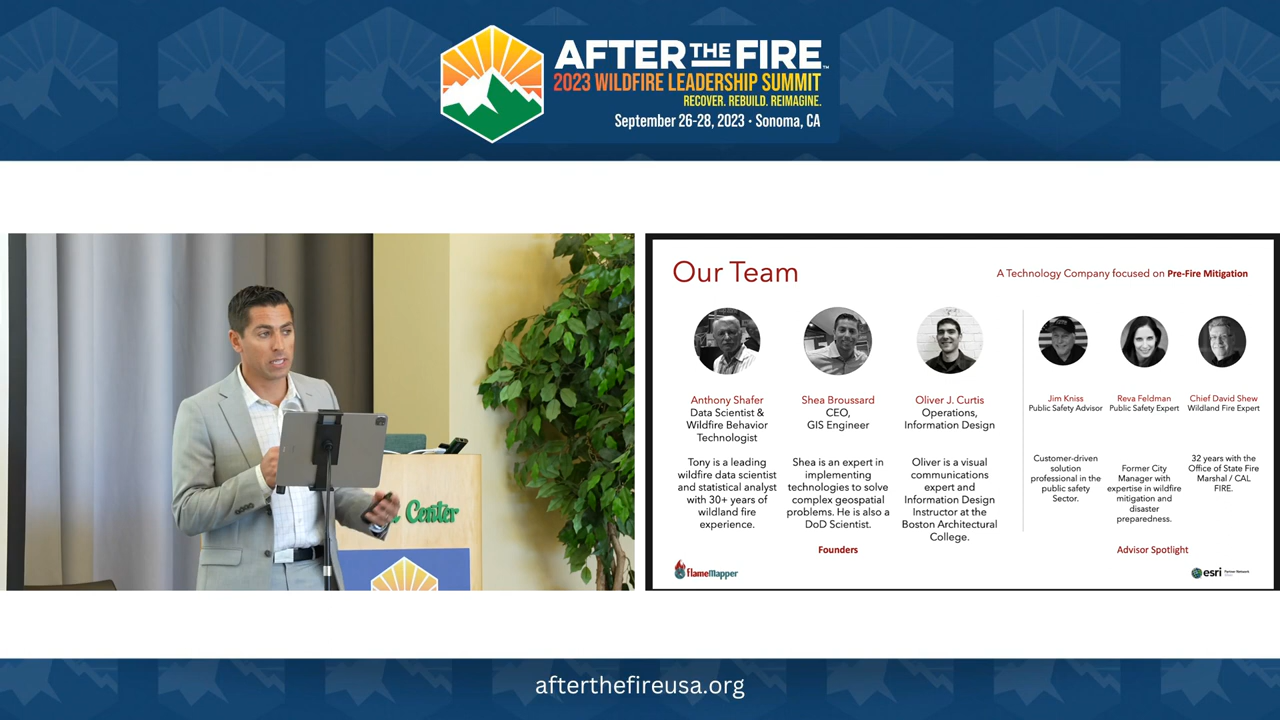 AFTER THE FIRE™
2023 WILDFIRE LEADERSHIP SUMMIT
RECOVER. REBUILD. REIMAGINE.
September 26-28, 2023 • Sonoma, CA
Center
Our Team
A Technology Company focused on Pre-Fire Mitigation
Anthony Shafer
Data Scientist &
Wildfire Behavior
Technologist
Tony is a leading
wildfire data scientist
and statistical analyst
with 30+ years of
wildland fire
experience.
Shea Broussard
CEO,
GIS Engineer
Shea is an expert in
implementing
technologies to solve
complex geospatial
problems. He is also a
DoD Scientist.
Oliver J. Curtis
Operations,
Information Design
Oliver is a visual
communications
expert and
Information Design
Instructor at the
Boston Architectural
College.
Founders
Jim Kniss
Public Safety Advisor
Customer-driven
solution
professional in the
public safety
Sector.
Reva Feldman
Public Safety Expert
Former City
Manager with
expertise in wildfire
mitigation and
disaster
preparedness.
Chief David Shew
Wildland Fire Expert
32 years with the
Office of State Fire
Marshal / CAL
FIRE.
Advisor Spotlight
flameMapper
esri Partner Network
afterthefireusa.org